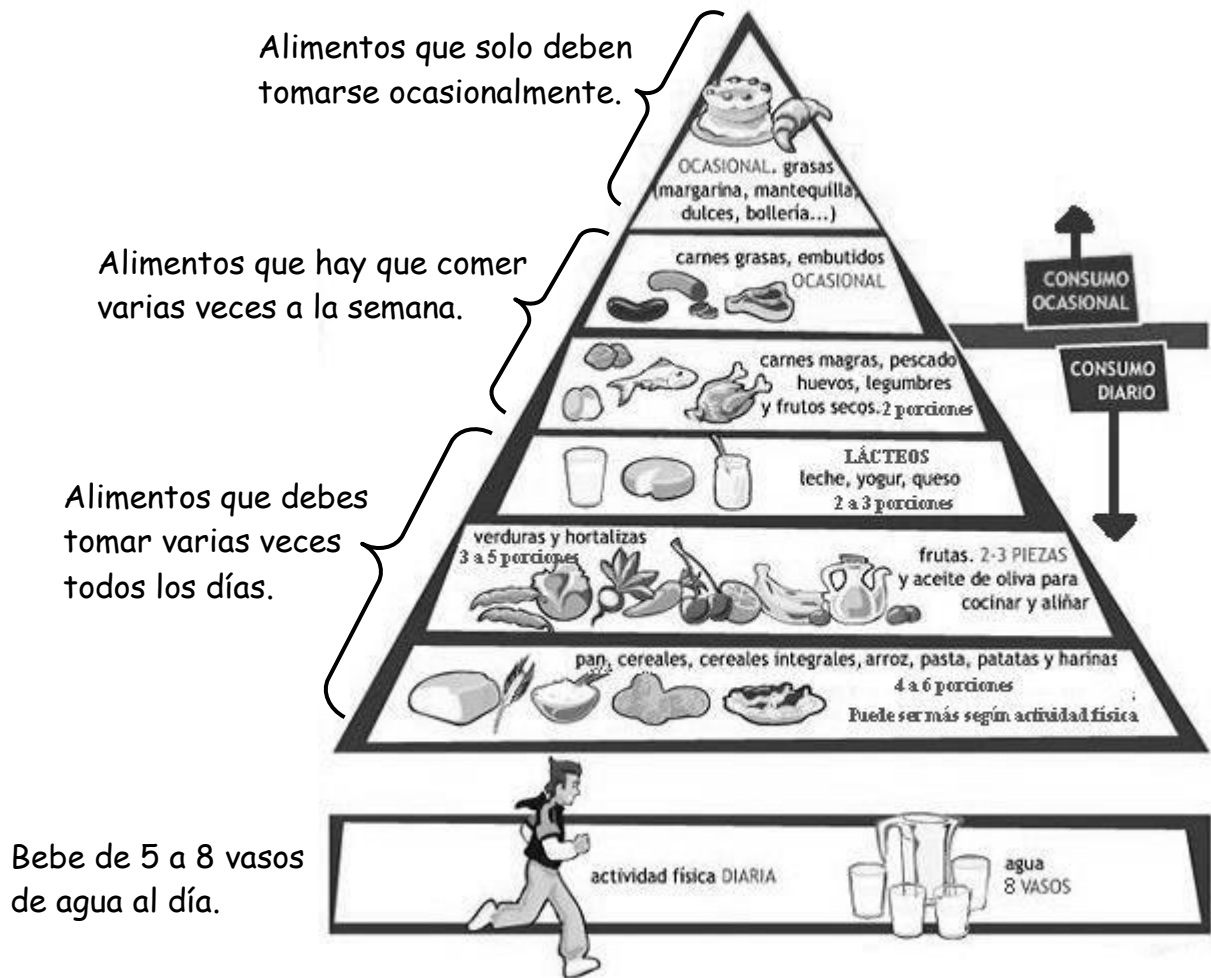 Alimentos que solo deben
tomarse ocasionalmente.
OCASIONAL. grasas
(margarina, mantequilla,
dulces, bollería...)
Alimentos que hay que comer
varias veces a la semana.
carnes grasas, embutidos
OCASIONAL
CONSUMO
OCASIONAL
carnes magras, pescado
huevos, legumbres
y frutos secos. 2 porciones
CONSUMO
DIARIO
Alimentos que debes
tomar varias veces
todos los días.
LÁCTEOS
leche, yogur, queso
2 a 3 porciones
verduras y hortalizas
3 a 5 porciones
frutas. 2-3 PIEZAS
y aceite de oliva para
cocinar y aliñar
pan, cereales, cereales integrales, arroz, pasta, patatas y harinas
4 a 6 porciones
Puede ser más según actividad física
Bebe de 5 a 8 vasos
de agua al día.
actividad física DIARIA
agua
8 VASOS